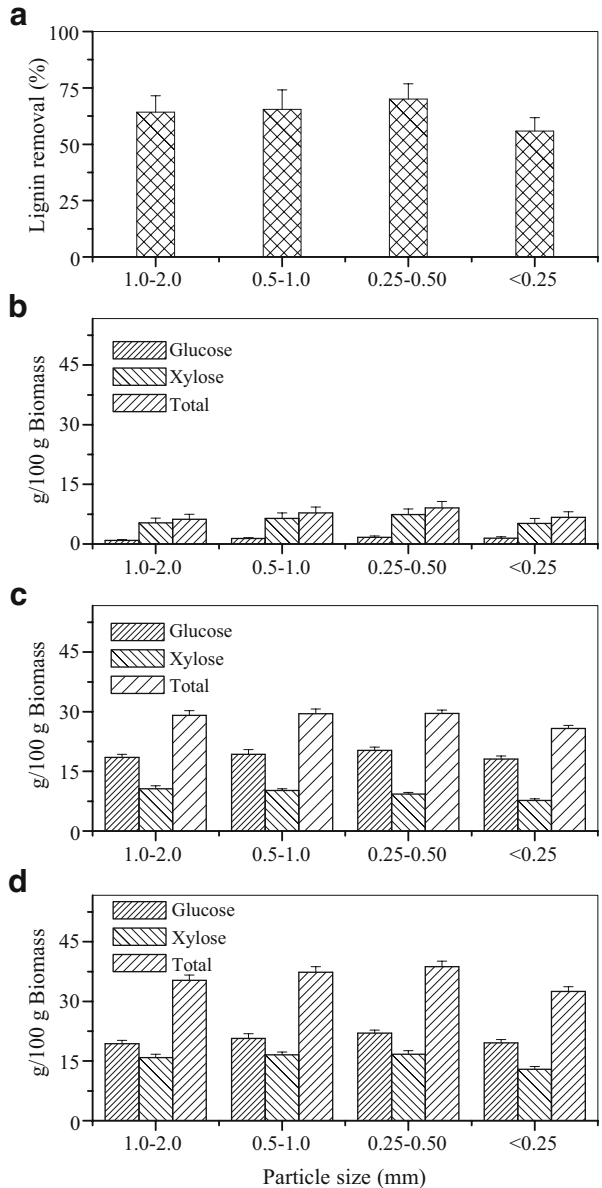 a
100
75
50
25
0
Lignin removal (%)
1.0-2.0 0.5-1.0 0.25-0.50 <0.25
b
45
30
15
0
g/100 g Biomass
Glucose
Xylose
Total
1.0-2.0 0.5-1.0 0.25-0.50 <0.25
c
45
30
15
0
g/100 g Biomass
Glucose
Xylose
Total
1.0-2.0 0.5-1.0 0.25-0.50 <0.25
d
45
30
15
0
g/100 g Biomass
Glucose
Xylose
Total
1.0-2.0 0.5-1.0 0.25-0.50 <0.25
Particle size (mm)